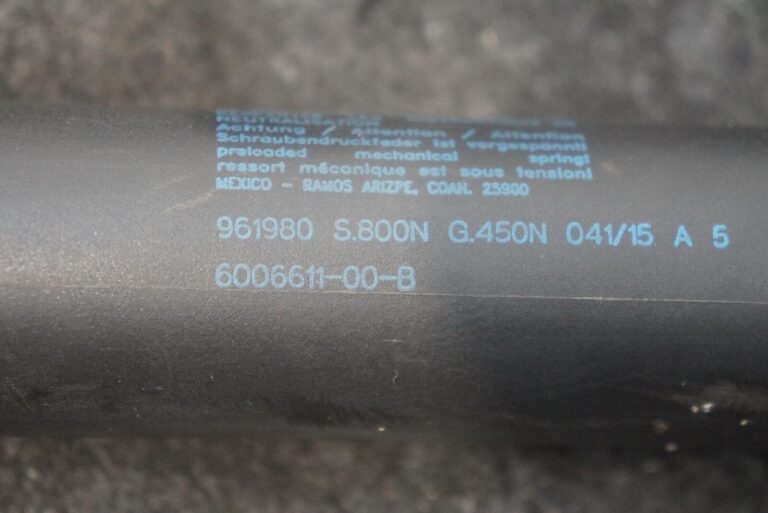 Achtung / Attention / Attention
Schraubendruckfeder ist vorgespannt!
preloaded mechanical spring!
ressort mécanique est sous tension!
MEXICO - RAMOS ARIZPE, COAH. 25900
961980 S.800N G.450N 041/15 A 5
6006611-00-B